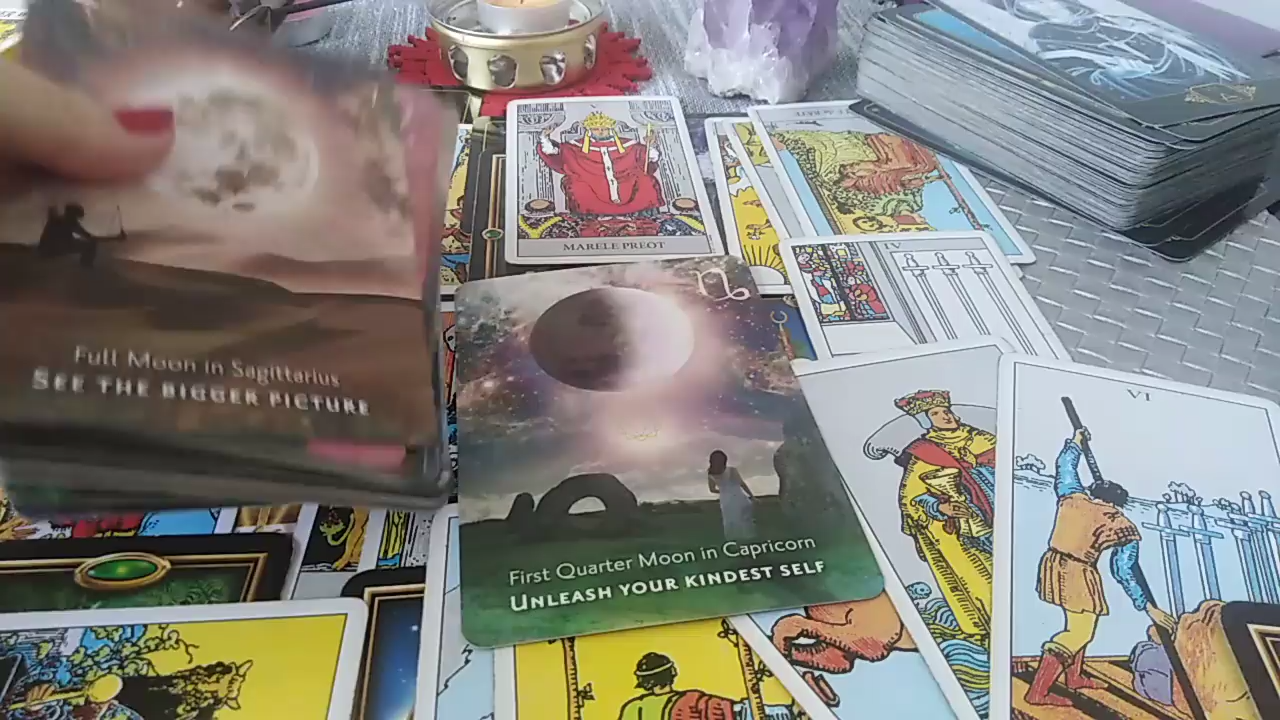 V
MARELE PREOT
IV
VI
Full Moon in Sagittarius
SEE THE BIGGER PICTURE
First Quarter Moon in Capricorn
UNLEASH YOUR KINDEST SELF